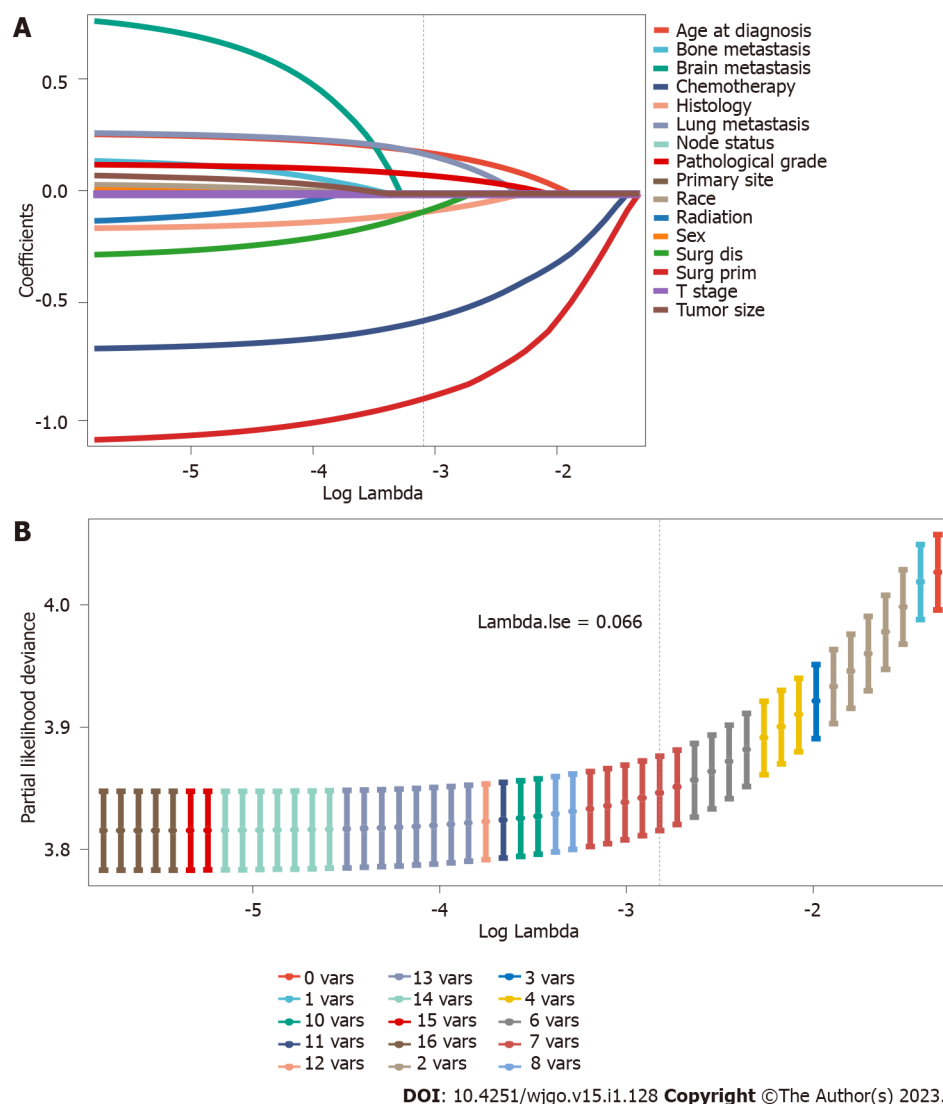 A
Age at diagnosis
Bone metastasis
Brain metastasis
Chemotherapy
Histology
Lung metastasis
Node status
Pathological grade
Primary site
Race
Radiation
Sex
Surg dis
Surg prim
T stage
Tumor size
Coefficients
0.5
0.0
-0.5
-1.0
-5 -4 -3 -2
Log Lambda
B
Partial likelihood deviance
4.0
3.9
3.8
Lambda.lse = 0.066
-5 -4 -3 -2
Log Lambda
0 vars 13 vars 3 vars
1 vars 14 vars 4 vars
10 vars 15 vars 6 vars
11 vars 16 vars 7 vars
12 vars 2 vars 8 vars
DOI: 10.4251/wjgo.v15.i1.128 Copyright ©The Author(s) 2023.